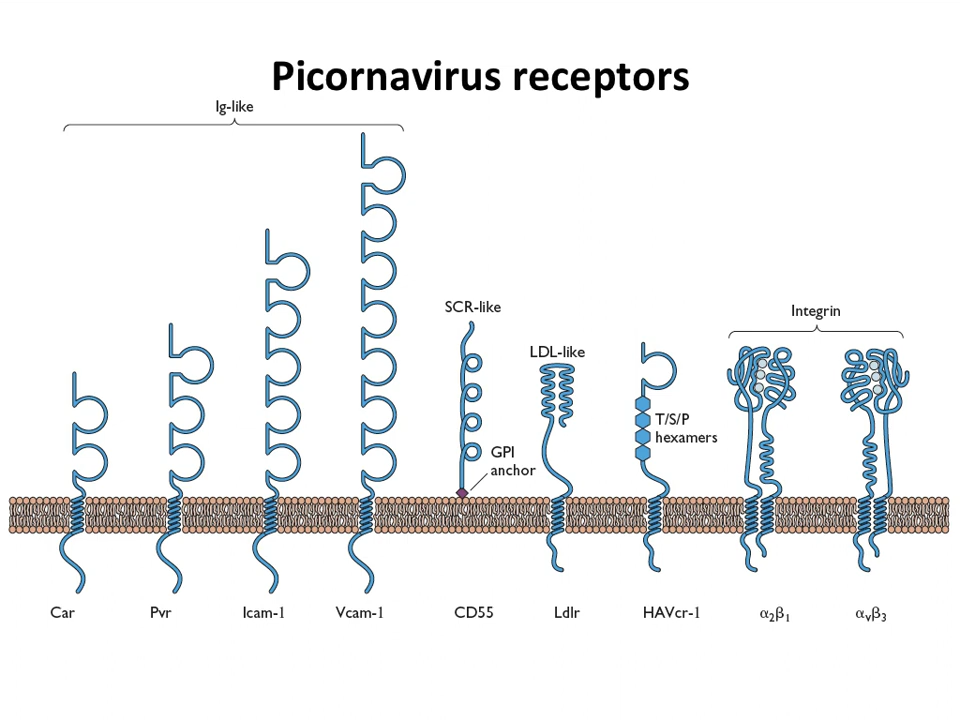 Picornavirus receptors
Ig-like
SCR-like
Integrin
LDL-like
T/S/P
hexamers
GPI
anchor
Car Pvr Icam-1 Vcam-1 CD55 Ldlr HAVcr-1 α2β1 αvβ3